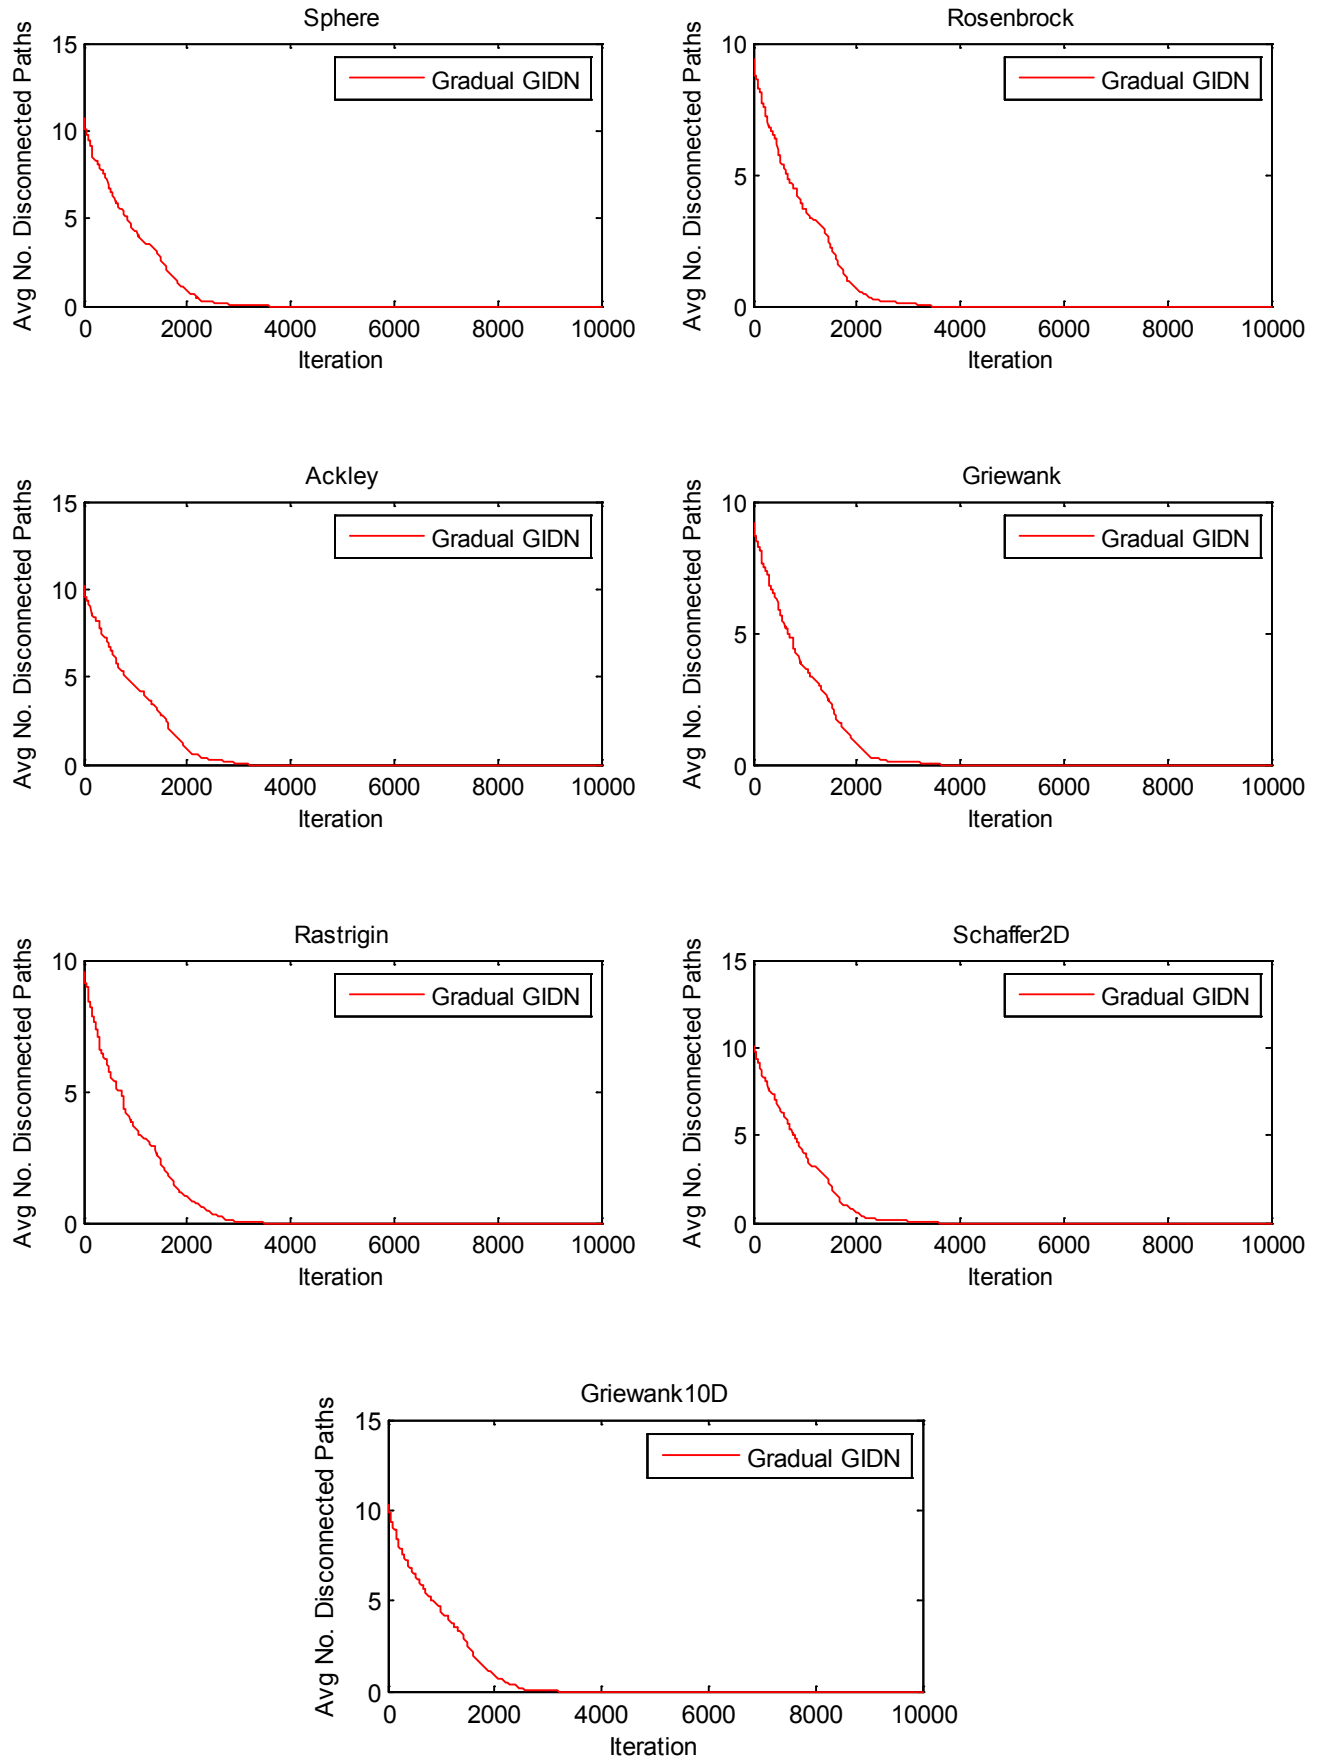 Sphere
Avg No. Disconnected Paths
15
10
5
0
Gradual GIDN
0 2000 4000 6000 8000 10000
Iteration
Rosenbrock
Avg No. Disconnected Paths
10
5
0
Gradual GIDN
0 2000 4000 6000 8000 10000
Iteration
Ackley
Avg No. Disconnected Paths
15
10
5
0
Gradual GIDN
0 2000 4000 6000 8000 10000
Iteration
Griewank
Avg No. Disconnected Paths
10
5
0
Gradual GIDN
0 2000 4000 6000 8000 10000
Iteration
Rastrigin
Avg No. Disconnected Paths
10
5
0
Gradual GIDN
0 2000 4000 6000 8000 10000
Iteration
Schaffer2D
Avg No. Disconnected Paths
15
10
5
0
Gradual GIDN
0 2000 4000 6000 8000 10000
Iteration
Griewank10D
Avg No. Disconnected Paths
15
10
5
0
Gradual GIDN
0 2000 4000 6000 8000 10000
Iteration